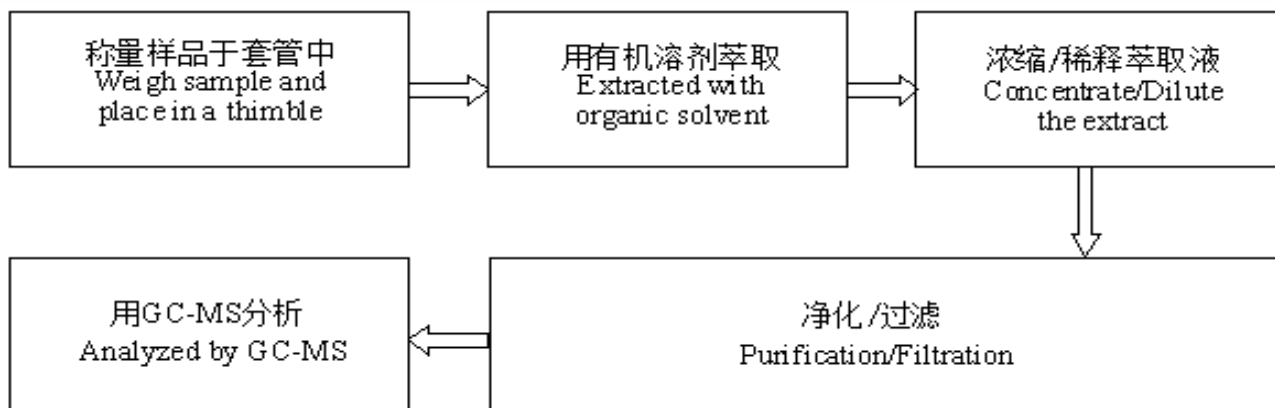 称量样品于套管中
Weigh sample and
place in a thimble
用有机溶剂萃取
Extracted with
organic solvent
浓缩/稀释萃取液
Concentrate/Dilute
the extract
净化/过滤
Purification/Filtration
用GC-MS分析
Analyzed by GC-MS